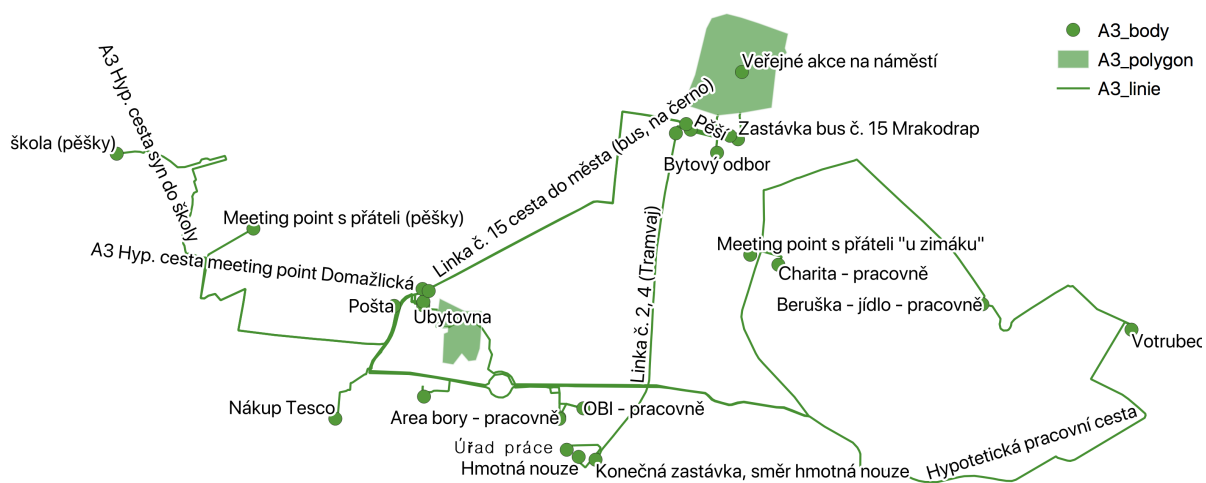 A3_body
A3_polygon
A3_linie
Veřejné akce na náměstí
A3 Hyp. cesta syn do školy
Linka č. 15 cesta do města (bus, na černo)
Pěší
Zastávka bus č. 15 Mrakodrap
škola (pěšky)
Bytový odbor
Meeting point s přáteli (pěšky)
Meeting point s přáteli "u zimáku"
A3 Hyp. cesta meeting point Domažlická
Charita - pracovně
Linka č. 2, 4 (Tramvaj)
Pošta
Ubytovna
Beruška - jídlo - pracovně
Votrubec
Nákup Tesco
Area bory - pracovně
OBI - pracovně
Úřad práce
Hmotná nouze
Konečná zastávka, směr hmotná nouze
Hypotetická pracovní cesta